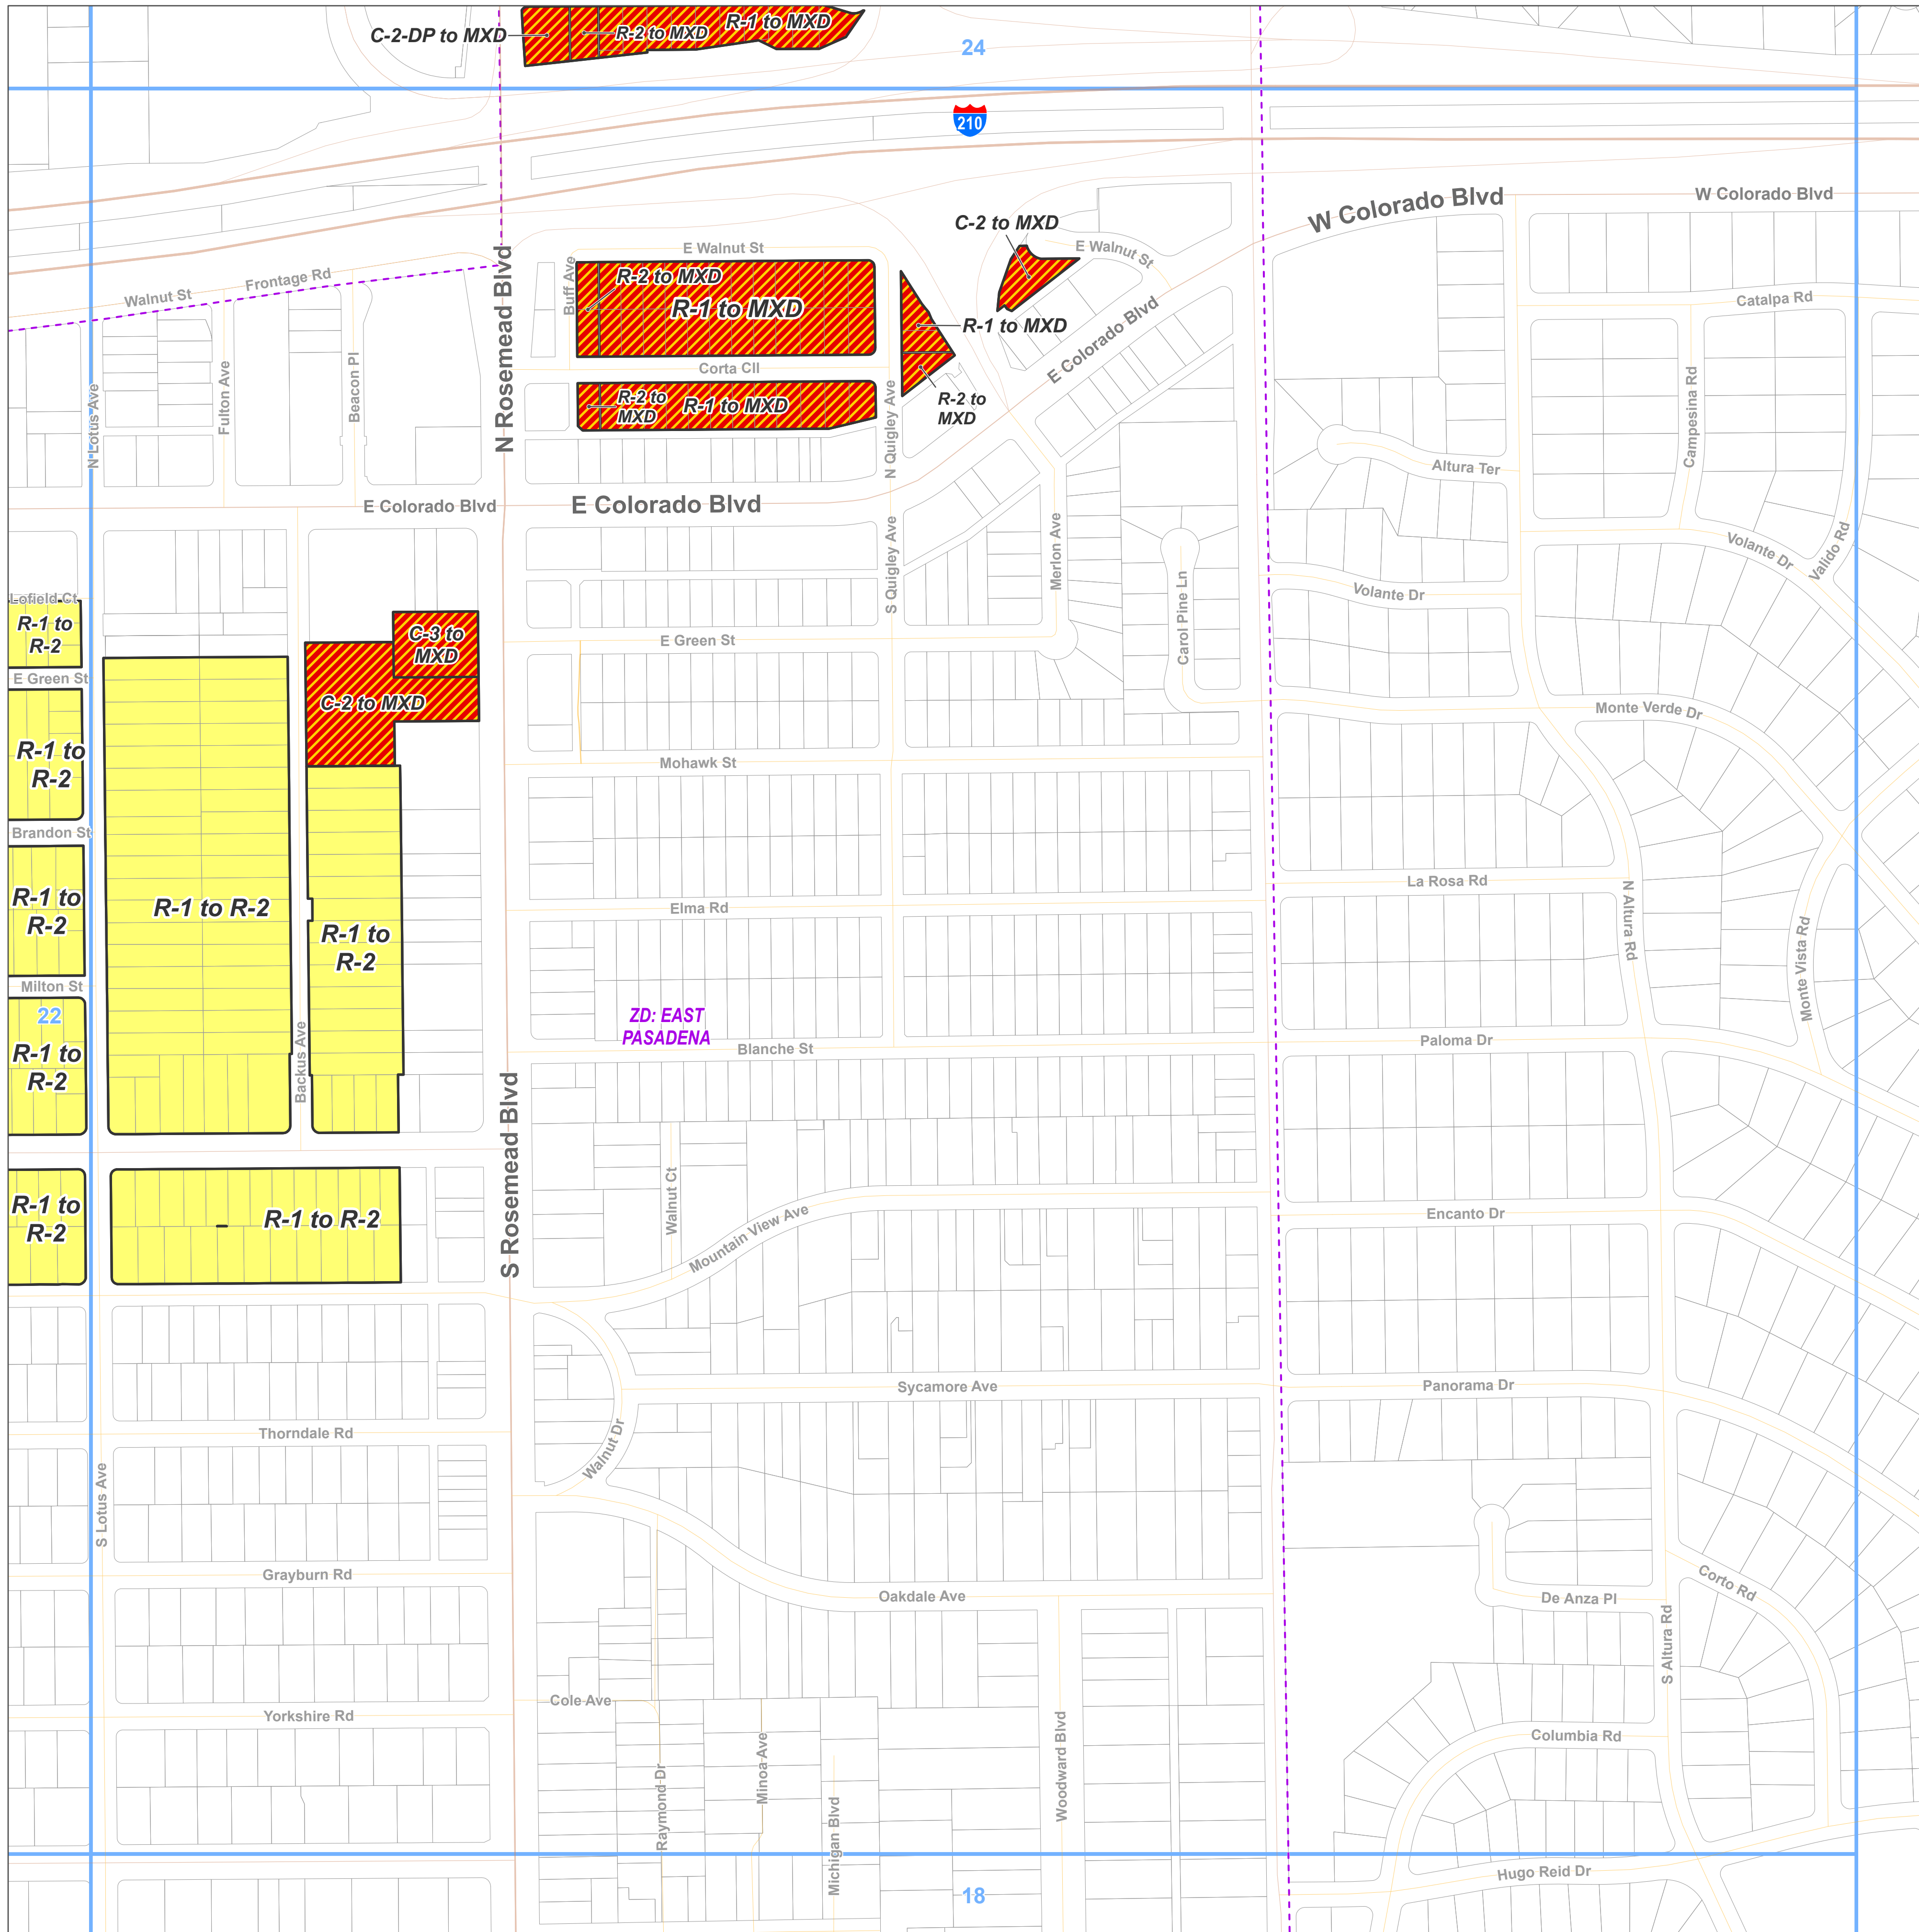 C-2-DP to MXD
R-2 to MXD
R-1 to MXD
24
210
W Colorado Blvd
W Colorado Blvd
C-2 to MXD
E Walnut St
E Walnut St
Frontage Rd
Walnut St
Buff Ave
R-2 to MXD
R-1 to MXD
Catalpa Rd
R-1 to MXD
E Colorado Blvd
N Rosemead Blvd
Corta Cll
Beacon Pl
Fulton Ave
N Lotus Ave
R-2 to
MXD
R-1 to MXD
R-2 to
MXD
N Quigley Ave
Campesina Rd
Altura Ter
E Colorado Blvd
E Colorado Blvd
S Quigley Ave
Merlon Ave
Volante Dr
Valido Rd
Lofield Ct
R-1 to
R-2
C-3 to
MXD
Carol Pine Ln
Volante Dr
E Green St
E Green St
C-2 to MXD
Monte Verde Dr
R-1 to
R-2
Mohawk St
Brandon St
La Rosa Rd
R-1 to
R-2
R-1 to R-2
R-1 to
R-2
Elma Rd
N Altura Rd
Monte Vista Rd
Milton St
22
R-1 to
R-2
ZD: EAST
PASADENA
Backus Ave
Blanche St
Paloma Dr
S Rosemead Blvd
R-1 to
R-2
R-1 to R-2
Walnut Ct
Mountain View Ave
Encanto Dr
Sycamore Ave
Panorama Dr
Thorndale Rd
Walnut Dr
S Lotus Ave
Grayburn Rd
Oakdale Ave
Corto Rd
De Anza Pl
S Altura Rd
Cole Ave
Yorkshire Rd
Raymond Dr
Minoa Ave
Michigan Blvd
Woodward Blvd
Columbia Rd
Hugo Reid Dr
18